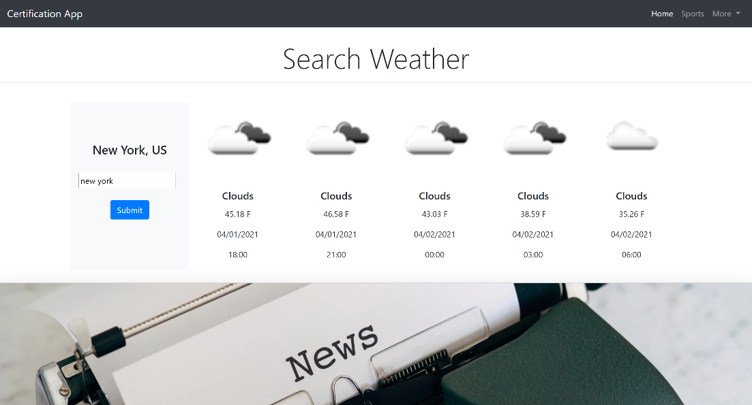 Certification App
Home Sports More
Search Weather
New York, US
new york
Submit
Clouds Clouds Clouds Clouds Clouds
45.18 F 46.58 F 43.03 F 38.59 F 35.26 F
04/01/2021 04/01/2021 04/02/2021 04/02/2021 04/02/2021
18:00 21:00 00:00 03:00 06:00
News